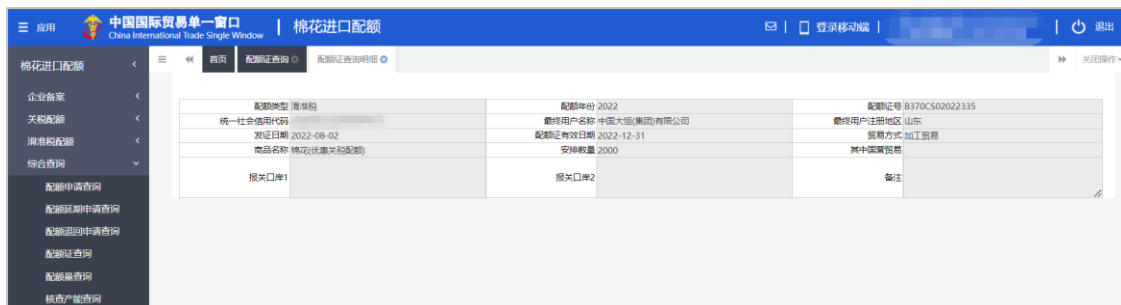 应用 中国国际贸易单一窗口 棉花进口配额 登录移动端 退出
China International Trade Single Window
棉花进口配额 首页 配额证查询 配额证查询明细 关闭操作
企业备案
关税配额
滑准税配额
综合查询
配额申请查询
配额延期申请查询
配额退回申请查询
配额证查询
配额量查询
核查产能查询
配额类型 滑准税 配额年份 2022 配额证号 B370CS02022335
统一社会信用代码 最终用户名称 中国大恒(集团)有限公司 最终用户注册地区 山东
发证日期 2022-08-02 配额证有效日期 2022-12-31 贸易方式 加工贸易
商品名称 棉花(优惠关税配额) 安排数量 2000 其中国营贸易
报关口岸1 报关口岸2 备注